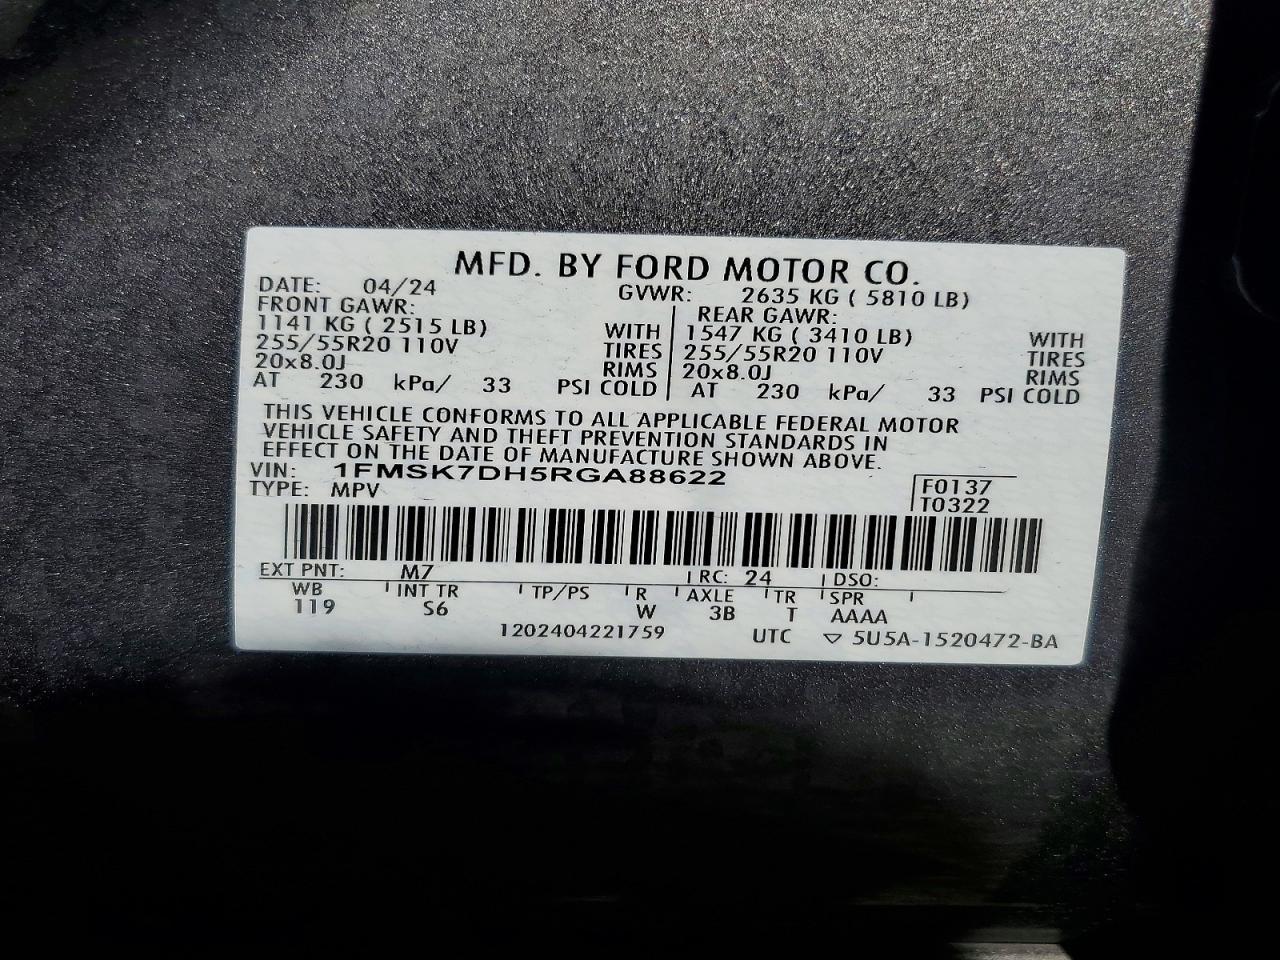 MFD. BY FORD MOTOR CO.
DATE: 04/24 GVWR: 2635 KG ( 5810 LB)
FRONT GAWR: REAR GAWR:
1141 KG ( 2515 LB) WITH 1547 KG ( 3410 LB) WITH
255/55R20 110V TIRES 255/55R20 110V TIRES
20x8.0J RIMS 20x8.0J RIMS
AT 230 kPa/ 33 PSI COLD AT 230 kPa/ 33 PSI COLD
THIS VEHICLE CONFORMS TO ALL APPLICABLE FEDERAL MOTOR
VEHICLE SAFETY AND THEFT PREVENTION STANDARDS IN
EFFECT ON THE DATE OF MANUFACTURE SHOWN ABOVE.
VIN: 1FMSK7DH5RGA88622
TYPE: MPV F0137
T0322
EXT PNT: M7 RC: 24 DSO:
WB INT TR TP/PS R AXLE TR SPR
119 S6 W 3B T AAAA
1202404221759 UTC ▽ 5U5A-1520472-BA